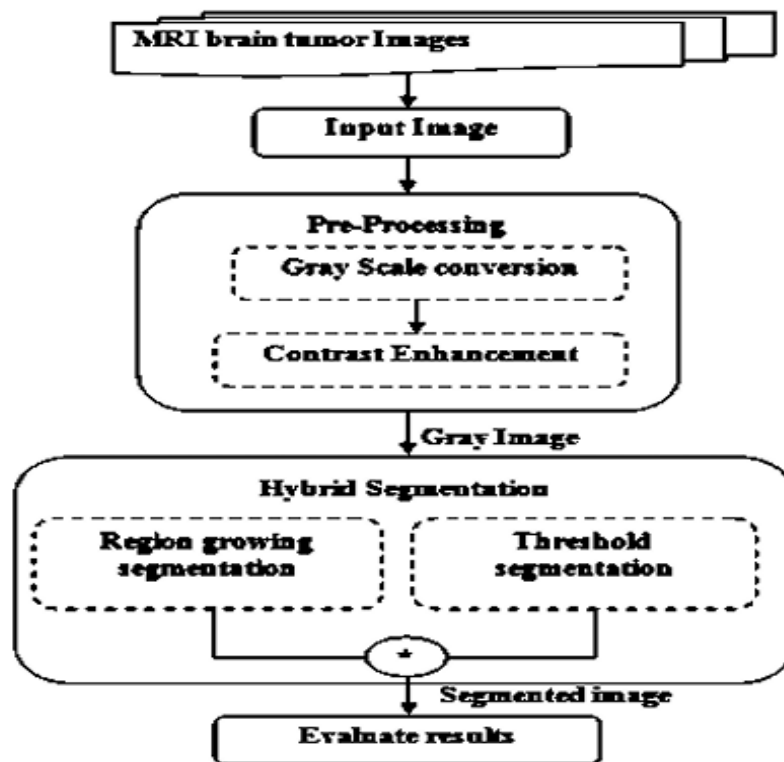 MRI brain tumor Images
Input Image
Pre-Processing
Gray Scale conversion
Contrast Enhancement
Gray Image
Hybrid Segmentation
Region growing
segmentation
Threshold
segmentation
*
Segmented image
Evaluate results